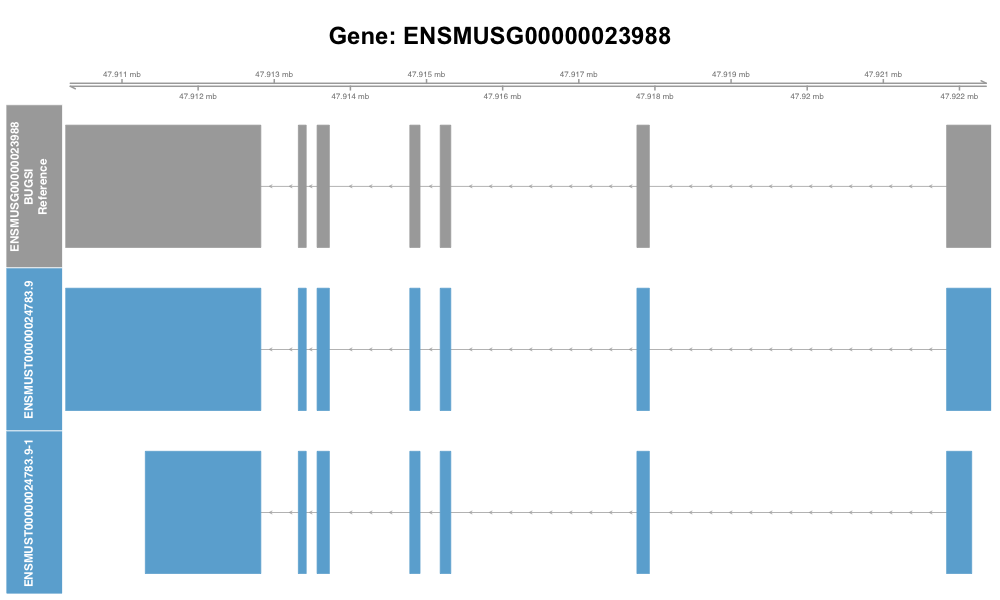 Gene: ENSMUSG00000023988
47.911 mb
47.913 mb
47.915 mb
47.917 mb
47.919 mb
47.921 mb
47.912 mb
47.914 mb
47.916 mb
47.918 mb
47.92 mb
47.922 mb
ENSMUSG00000023988
BUGSI
Reference
ENSMUST00000024783.9
ENSMUST00000024783.9-1